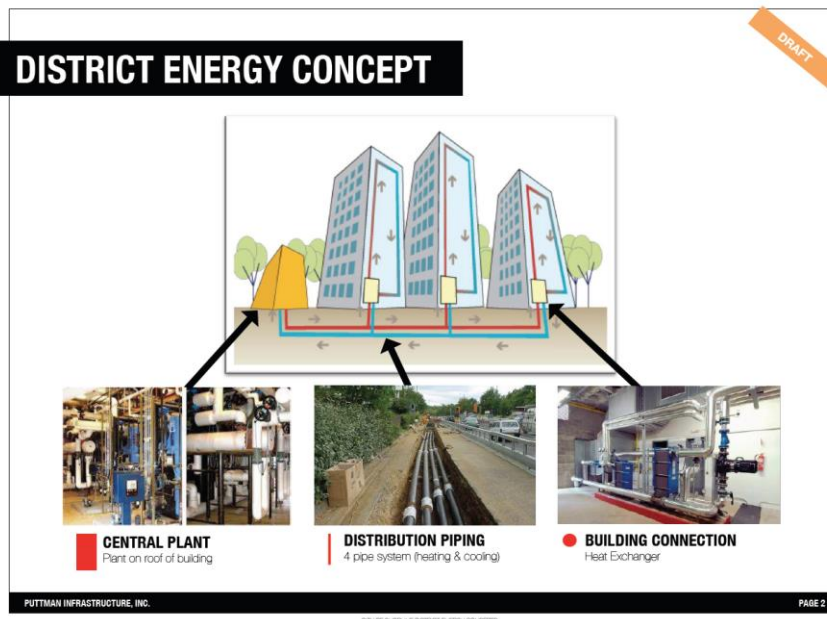 DRAFT
DISTRICT ENERGY CONCEPT
CENTRAL PLANT
Plant on roof of building
DISTRIBUTION PIPING
4 pipe system (heating & cooling)
BUILDING CONNECTION
Heat Exchanger
PUTTMAN INFRASTRUCTURE, INC.
PAGE 2